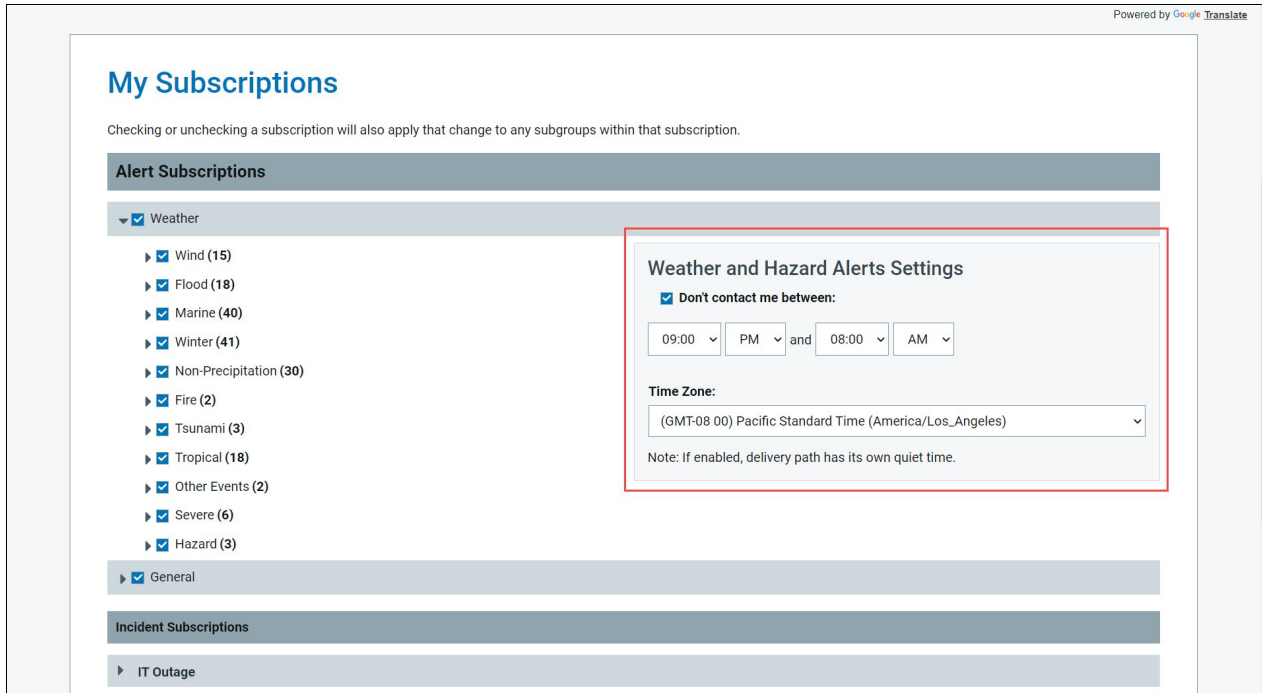 Powered by Google Translate
My Subscriptions
Checking or unchecking a subscription will also apply that change to any subgroups within that subscription.
Alert Subscriptions
Weather
Wind (15)
Flood (18)
Marine (40)
Winter (41)
Non-Precipitation (30)
Fire (2)
Tsunami (3)
Tropical (18)
Other Events (2)
Severe (6)
Hazard (3)
Weather and Hazard Alerts Settings
Don't contact me between:
09:00 PM and 08:00 AM
Time Zone:
(GMT-08 00) Pacific Standard Time (America/Los_Angeles)
Note: If enabled, delivery path has its own quiet time.
General
Incident Subscriptions
IT Outage